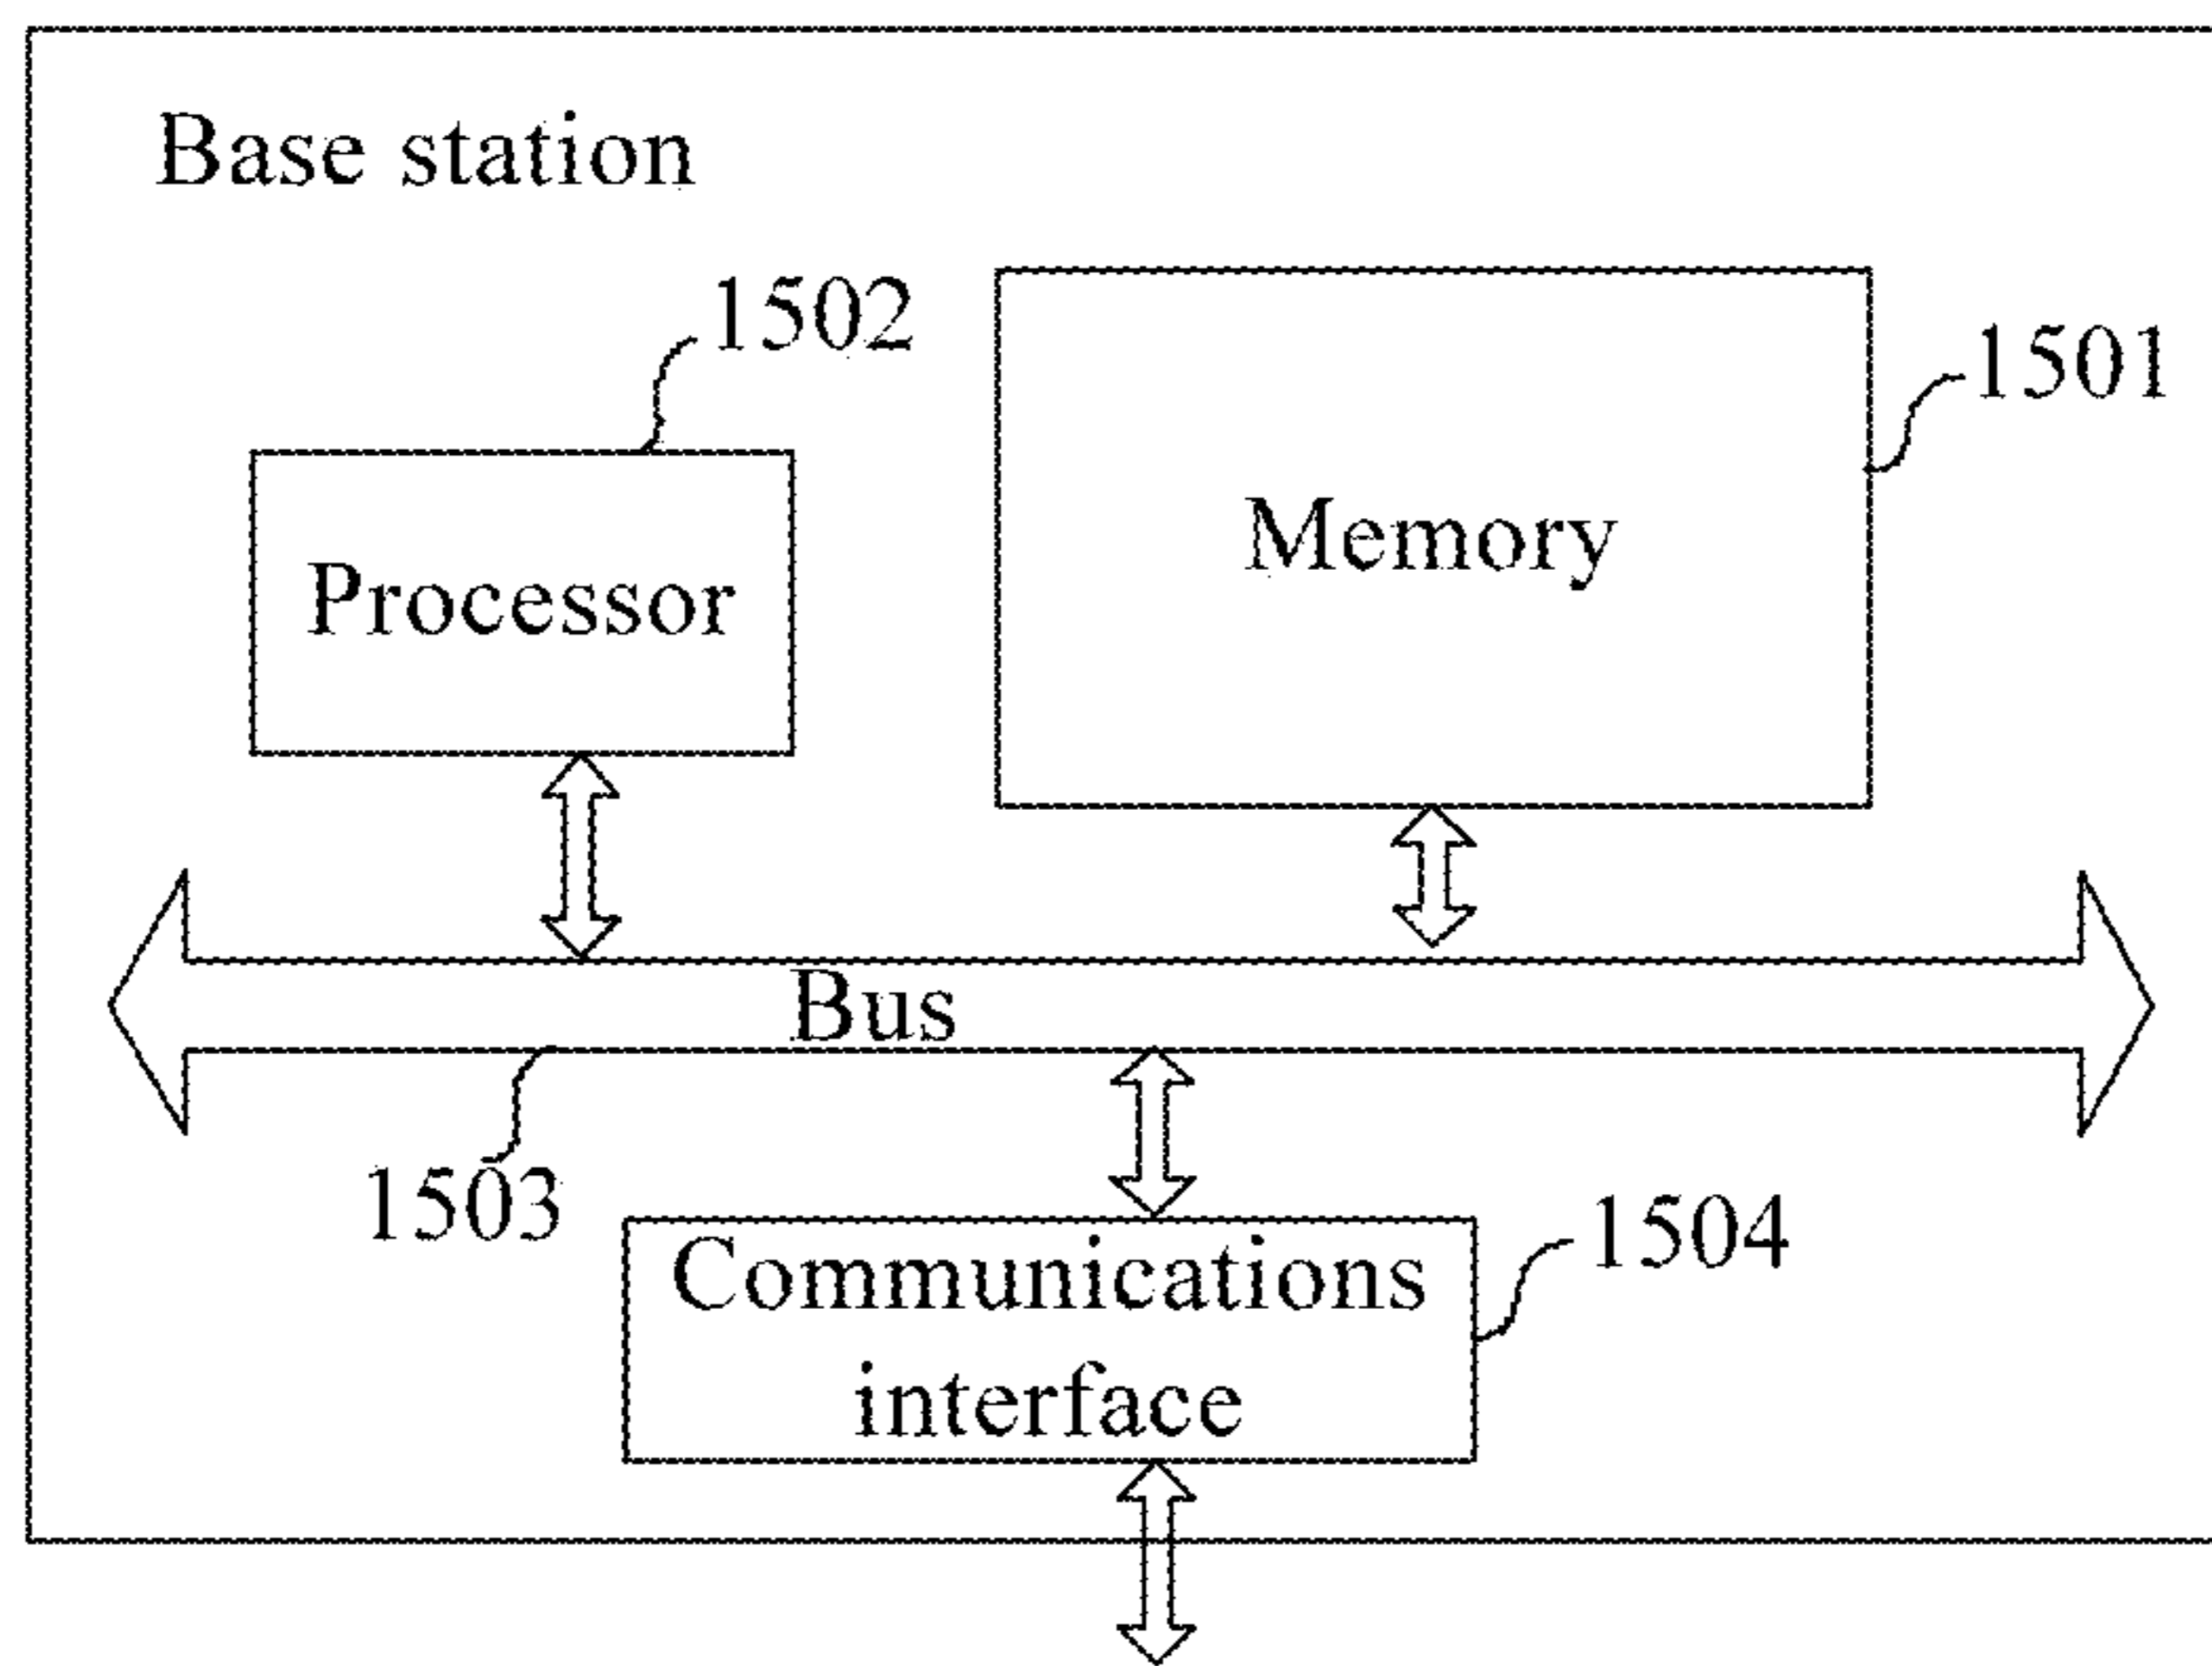 Base station
1502
1501
Memory
Processor
Bus
1503
1504
Communications
interface